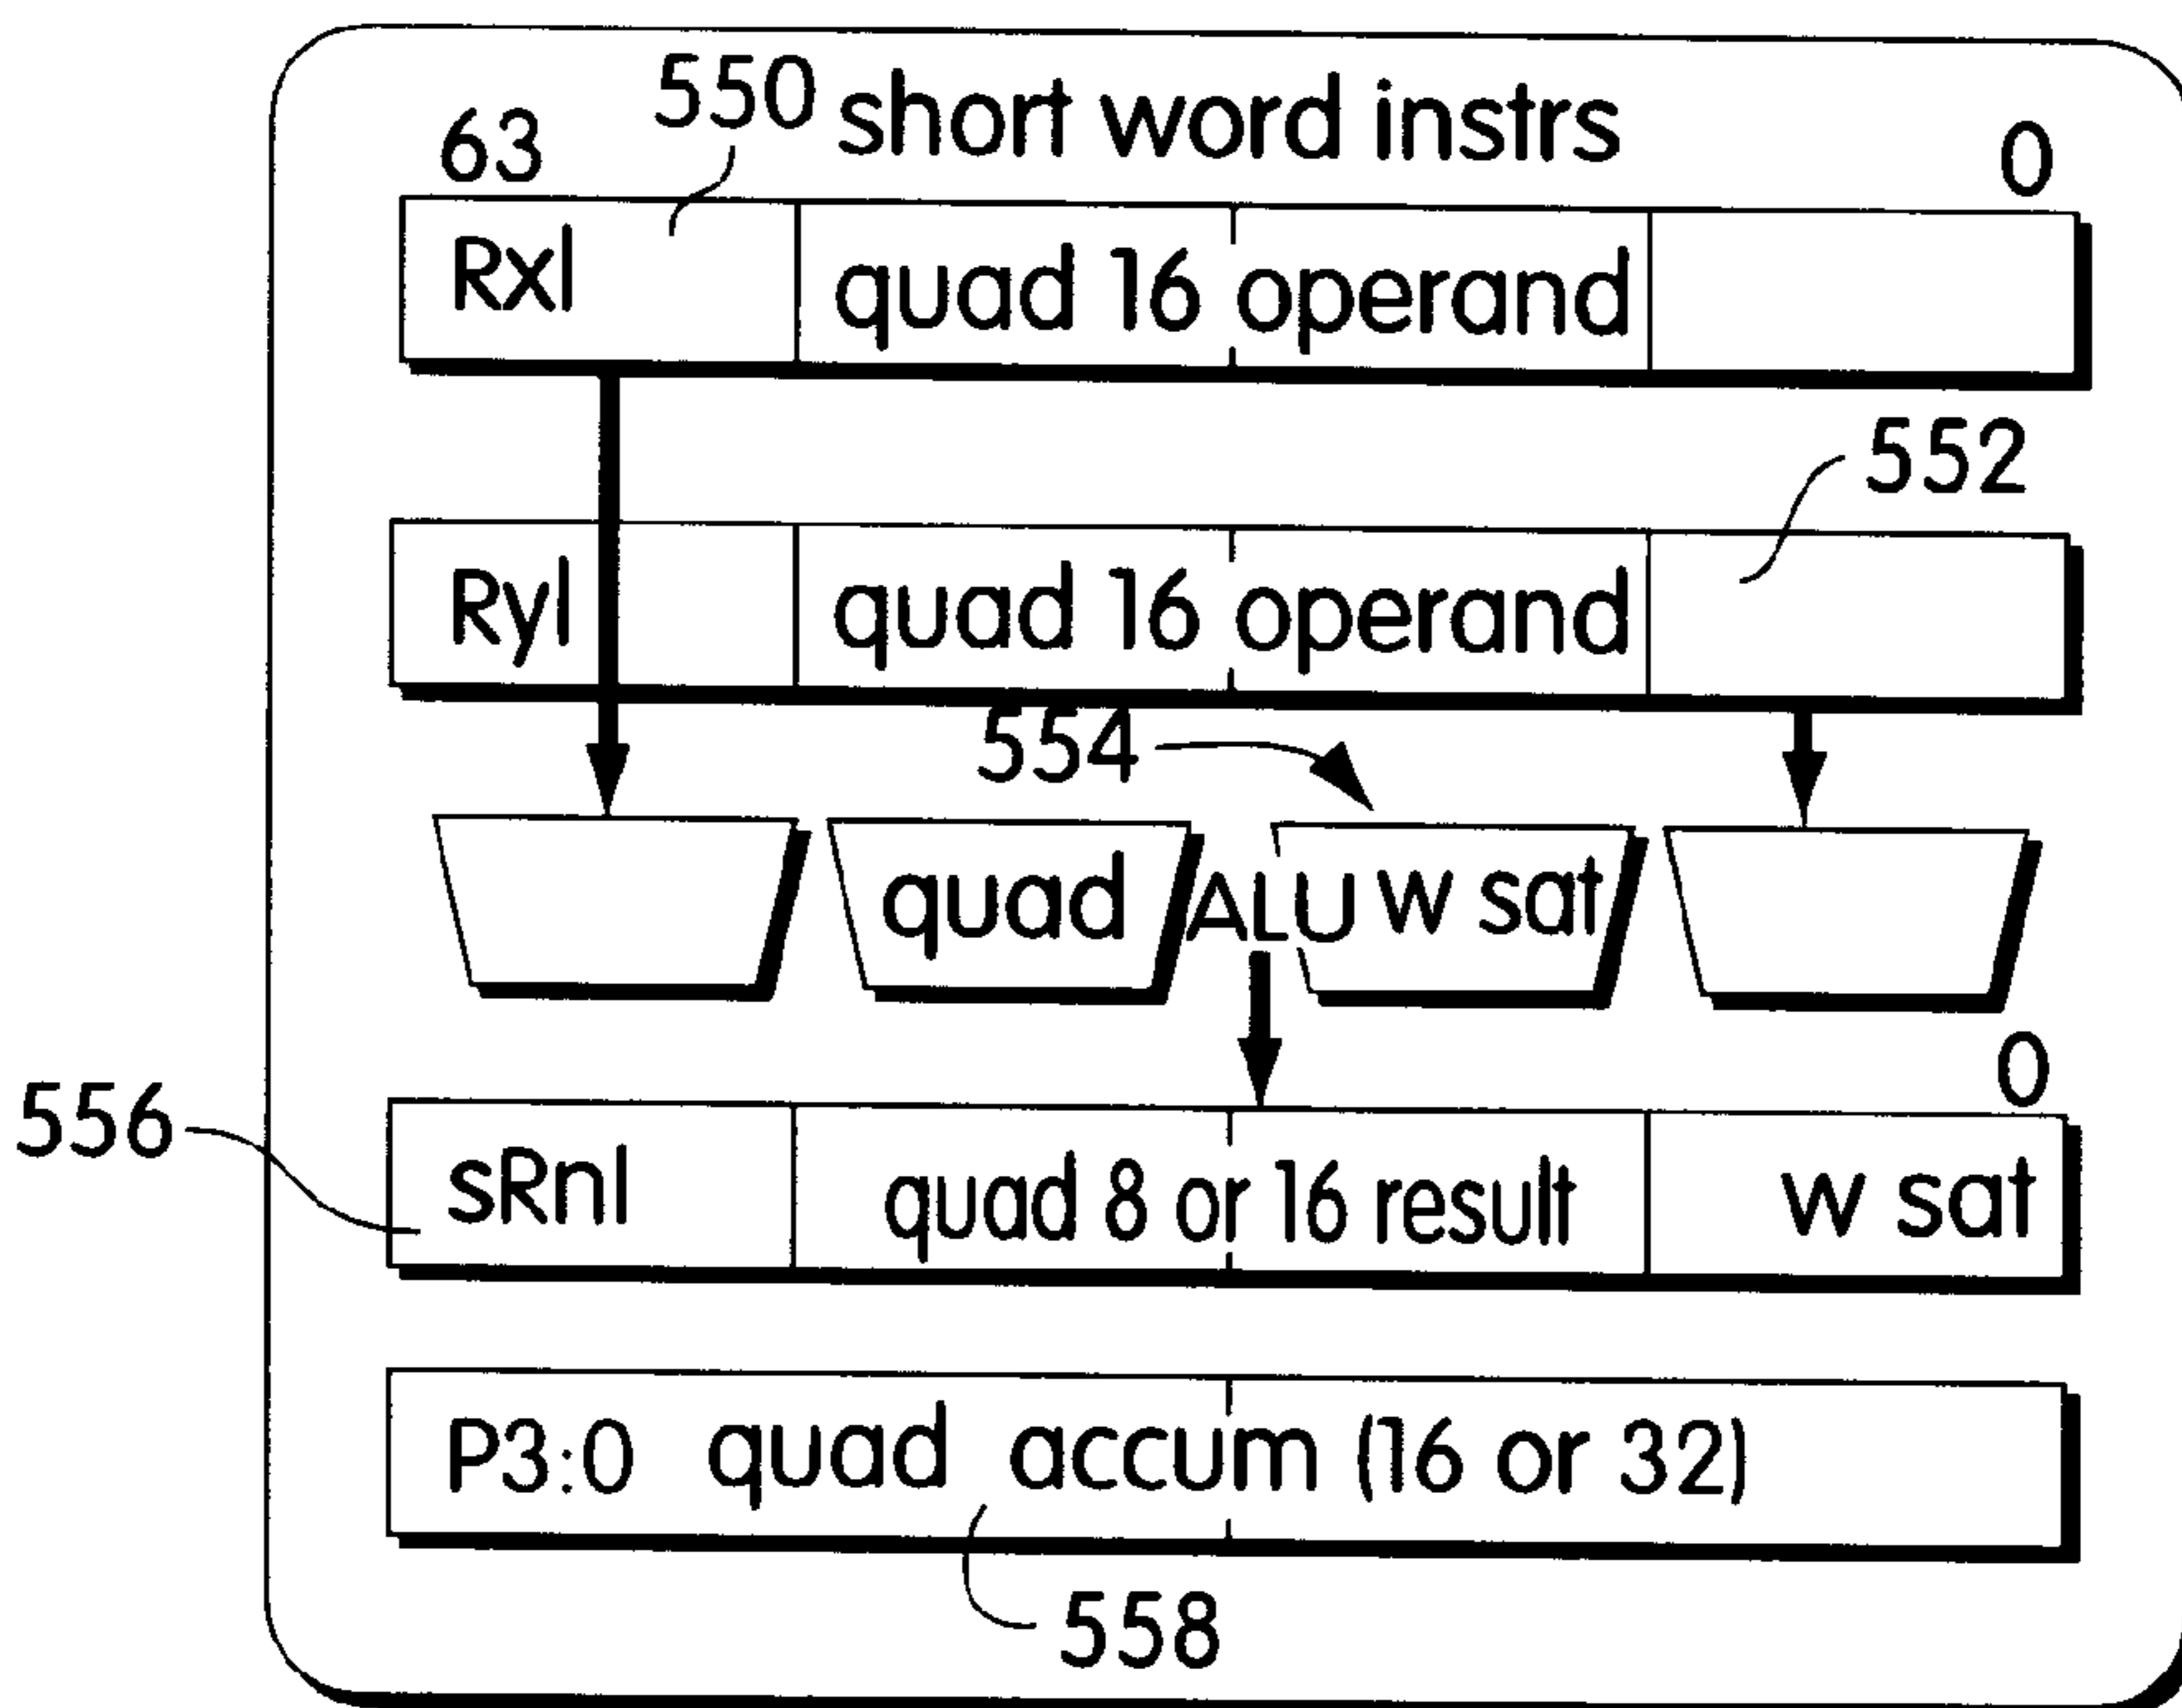 550 short word instrs
63 0
Rxl quad 16 operand
552
Ryl quad 16 operand
554
quad ALU w sat
0
556
sRnl quad 8 or 16 result w sat
P3:0 quad accum (16 or 32)
558